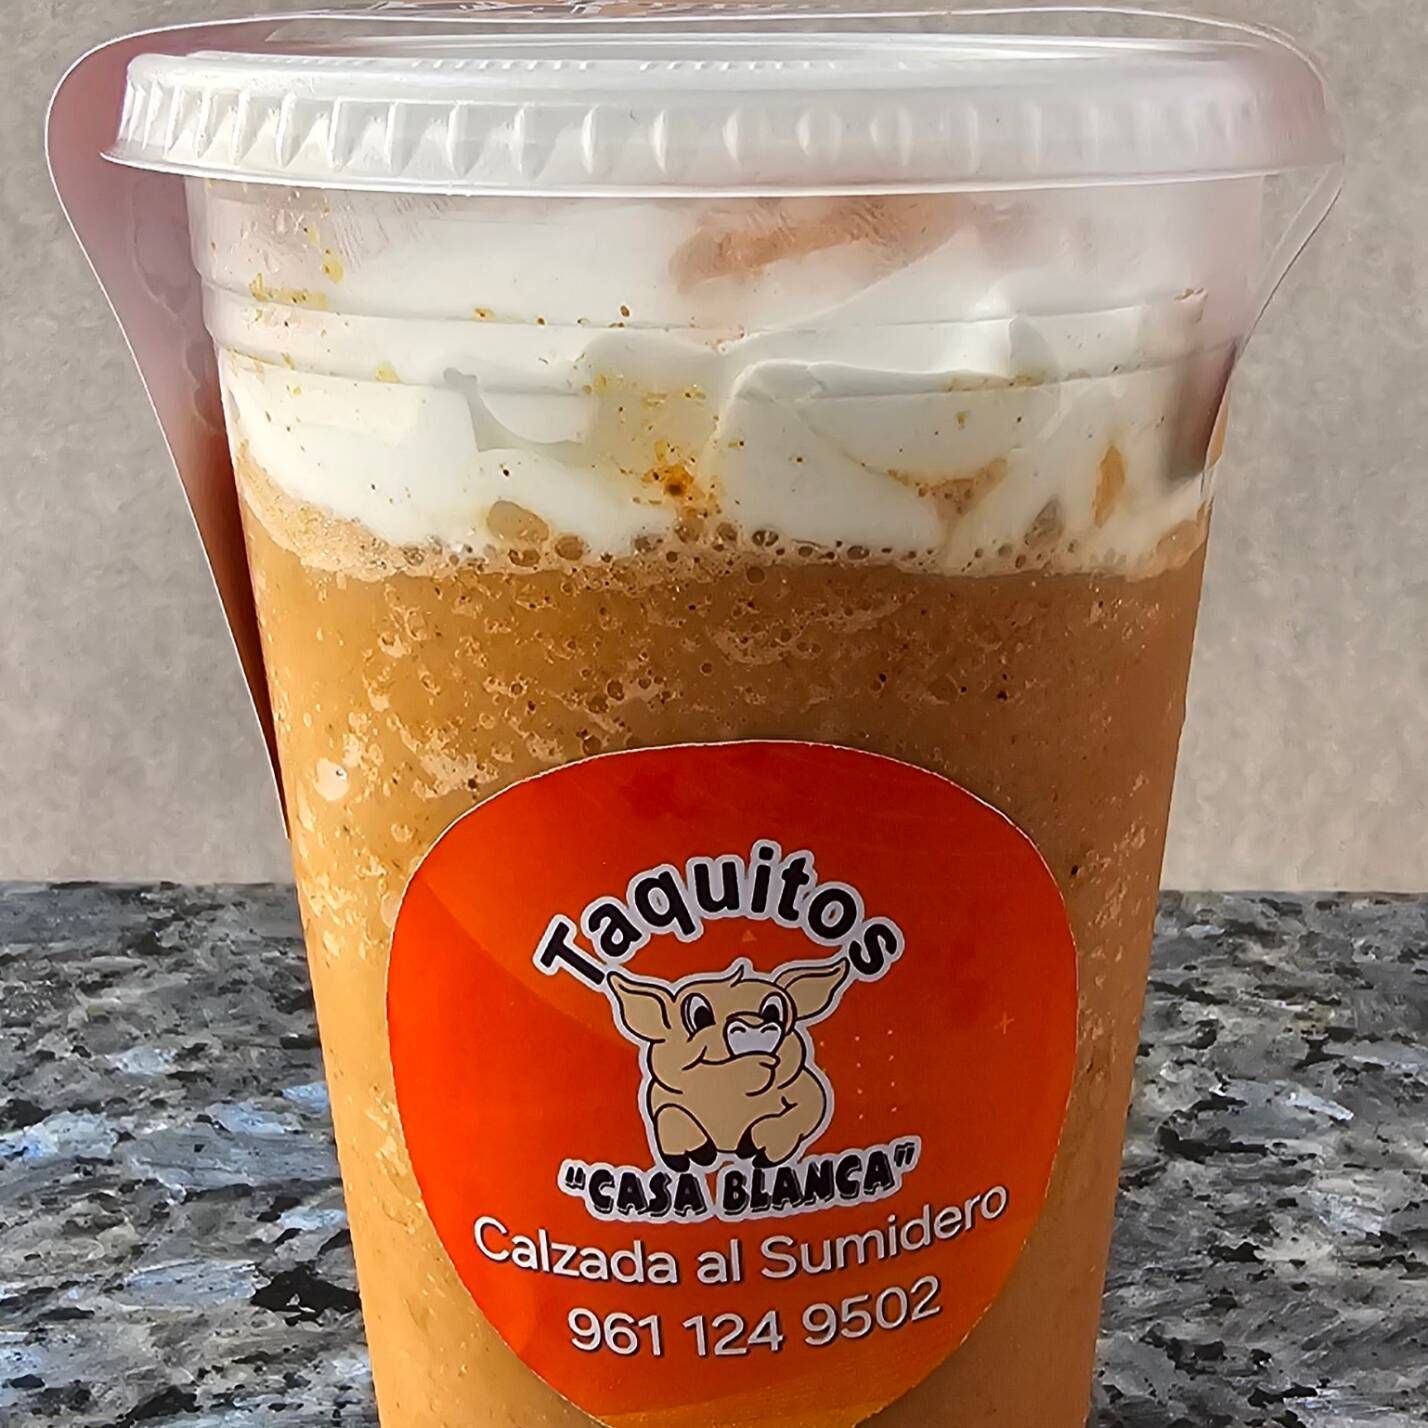 Taquitos
"CASA BLANCA"
Calzada al Sumidero
961 124 9502